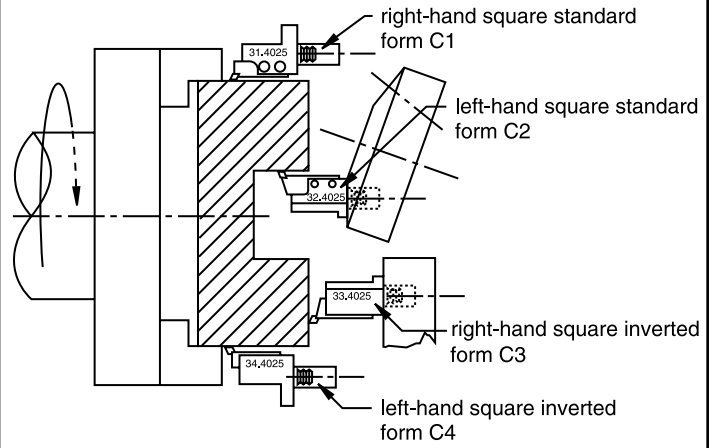 right-hand square standard
form C1
31.4025
left-hand square standard
form C2
32.4025
33.4025
right-hand square inverted
form C3
34.4025
left-hand square inverted
form C4